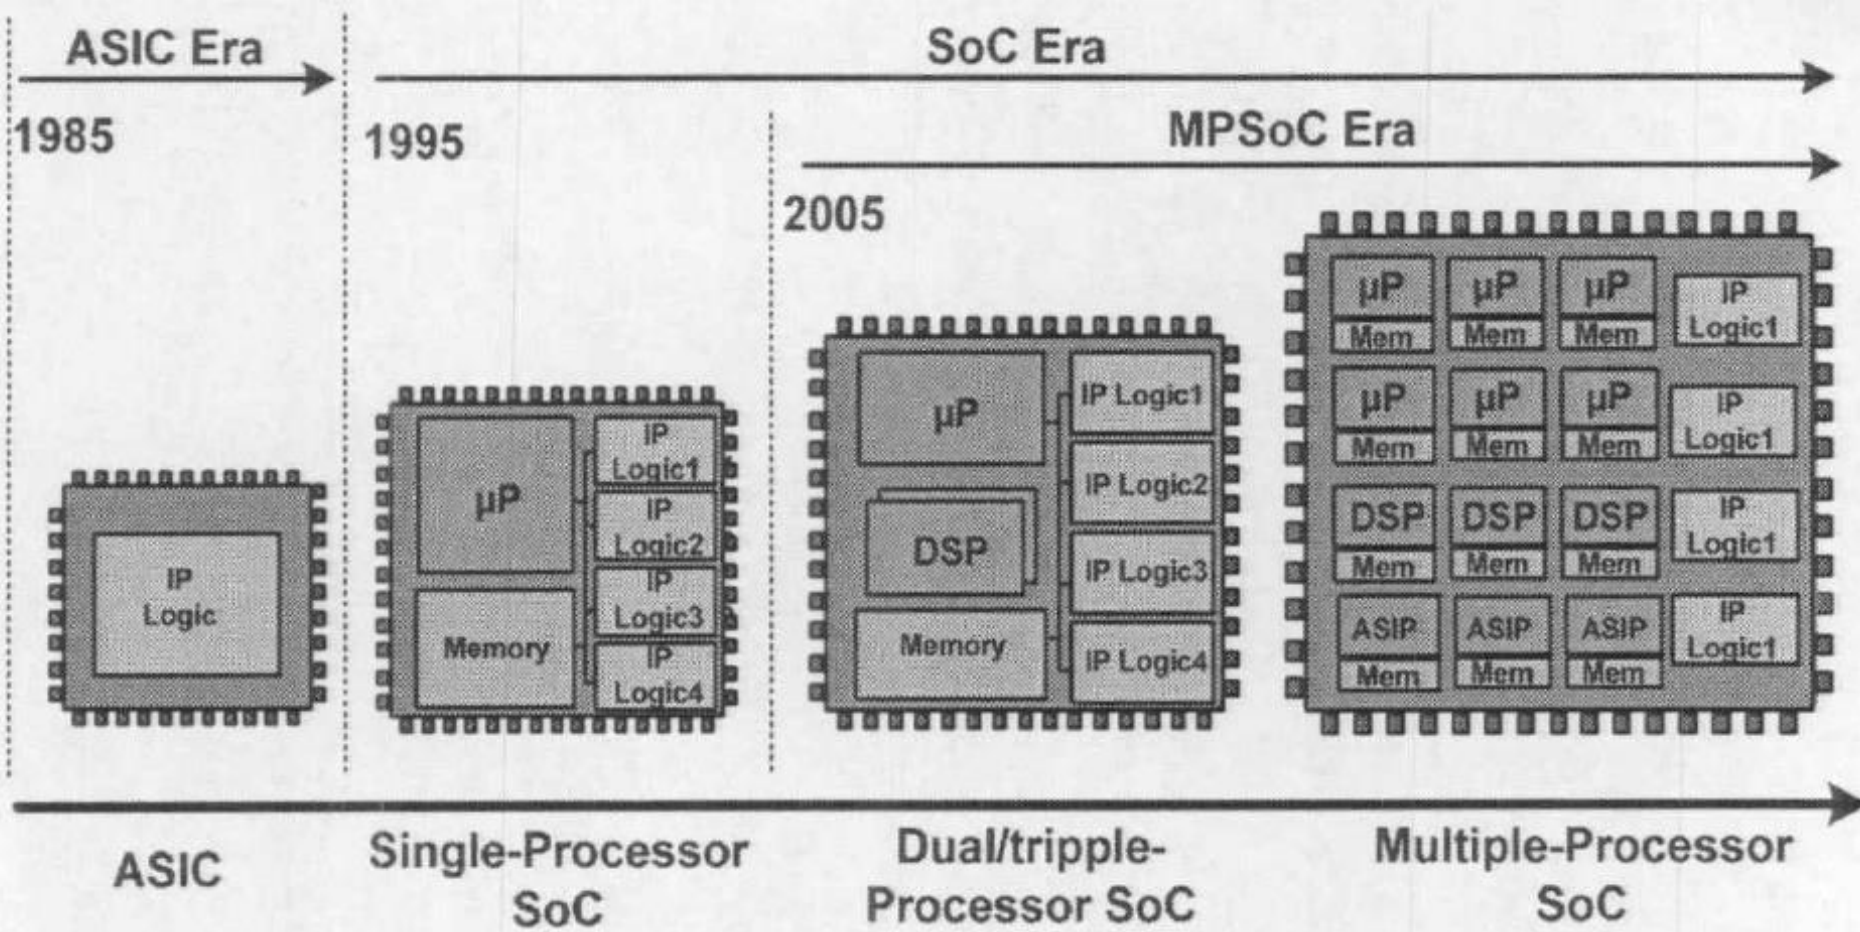 ASIC Era
SoC Era
1985
1995
MPSoC Era
2005
IP
Logic
µP
Memory
IP
Logic1
IP
Logic2
IP
Logic3
IP
Logic4
µP
DSP
Memory
IP Logic1
IP Logic2
IP Logic3
IP Logic4
µP µP µP
Mem Mem Mem
IP
Logic1
µP µP µP
Mem Mem Mem
IP
Logic1
DSP DSP DSP
Mem Mem Mem
IP
Logic1
ASIP ASIP ASIP
Mem Mem Mem
IP
Logic1
ASIC
Single-Processor
SoC
Dual/tripple-
Processor SoC
Multiple-Processor
SoC